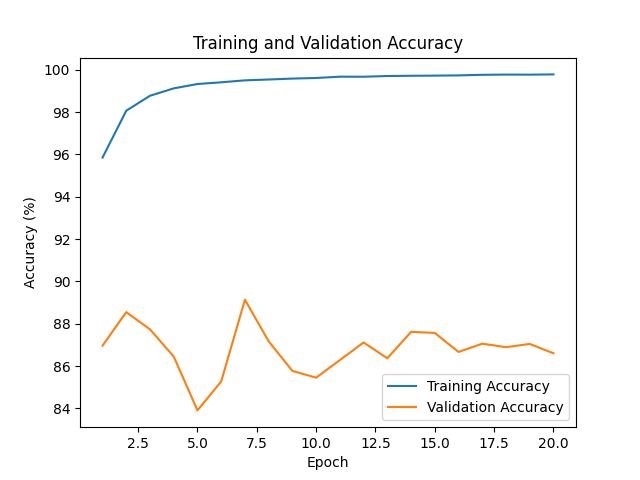 Training and Validation Accuracy
Accuracy (%)
100
98
96
94
92
90
88
86
84
Training Accuracy
Validation Accuracy
2.5 5.0 7.5 10.0 12.5 15.0 17.5 20.0
Epoch